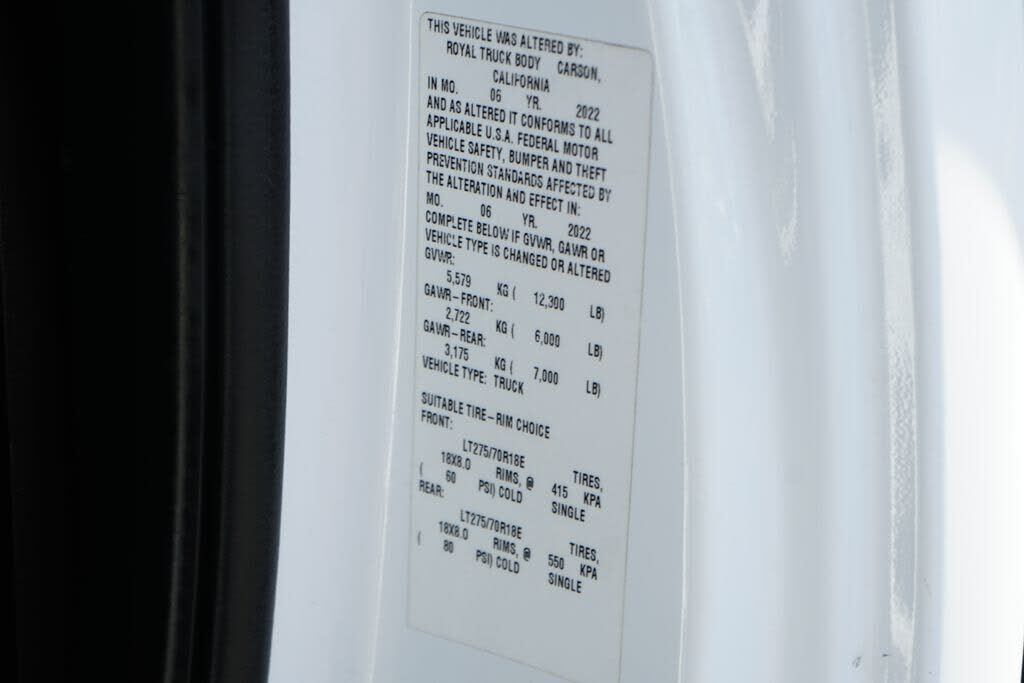 THIS VEHICLE WAS ALTERED BY:
ROYAL TRUCK BODY CARSON,
CALIFORNIA
IN MO. 06 YR. 2022
AND AS ALTERED IT CONFORMS TO ALL
APPLICABLE U.S.A. FEDERAL MOTOR
VEHICLE SAFETY, BUMPER AND THEFT
PREVENTION STANDARDS AFFECTED BY
THE ALTERATION AND EFFECT IN:
MO. 06 YR. 2022
COMPLETE BELOW IF GVWR, GAWR OR
VEHICLE TYPE IS CHANGED OR ALTERED
GVWR:
5,579 KG ( 12,300 LB)
GAWR-FRONT:
2,722 KG ( 6,000 LB)
GAWR-REAR:
3,175 KG ( 7,000 LB)
VEHICLE TYPE: TRUCK
SUITABLE TIRE-RIM CHOICE
FRONT:
LT275/70R18E TIRES,
18X8.0 RIMS, @ 415 KPA
( 60 PSI) COLD SINGLE
REAR:
LT275/70R18E TIRES,
18X8.0 RIMS, @ 550 KPA
( 80 PSI) COLD SINGLE